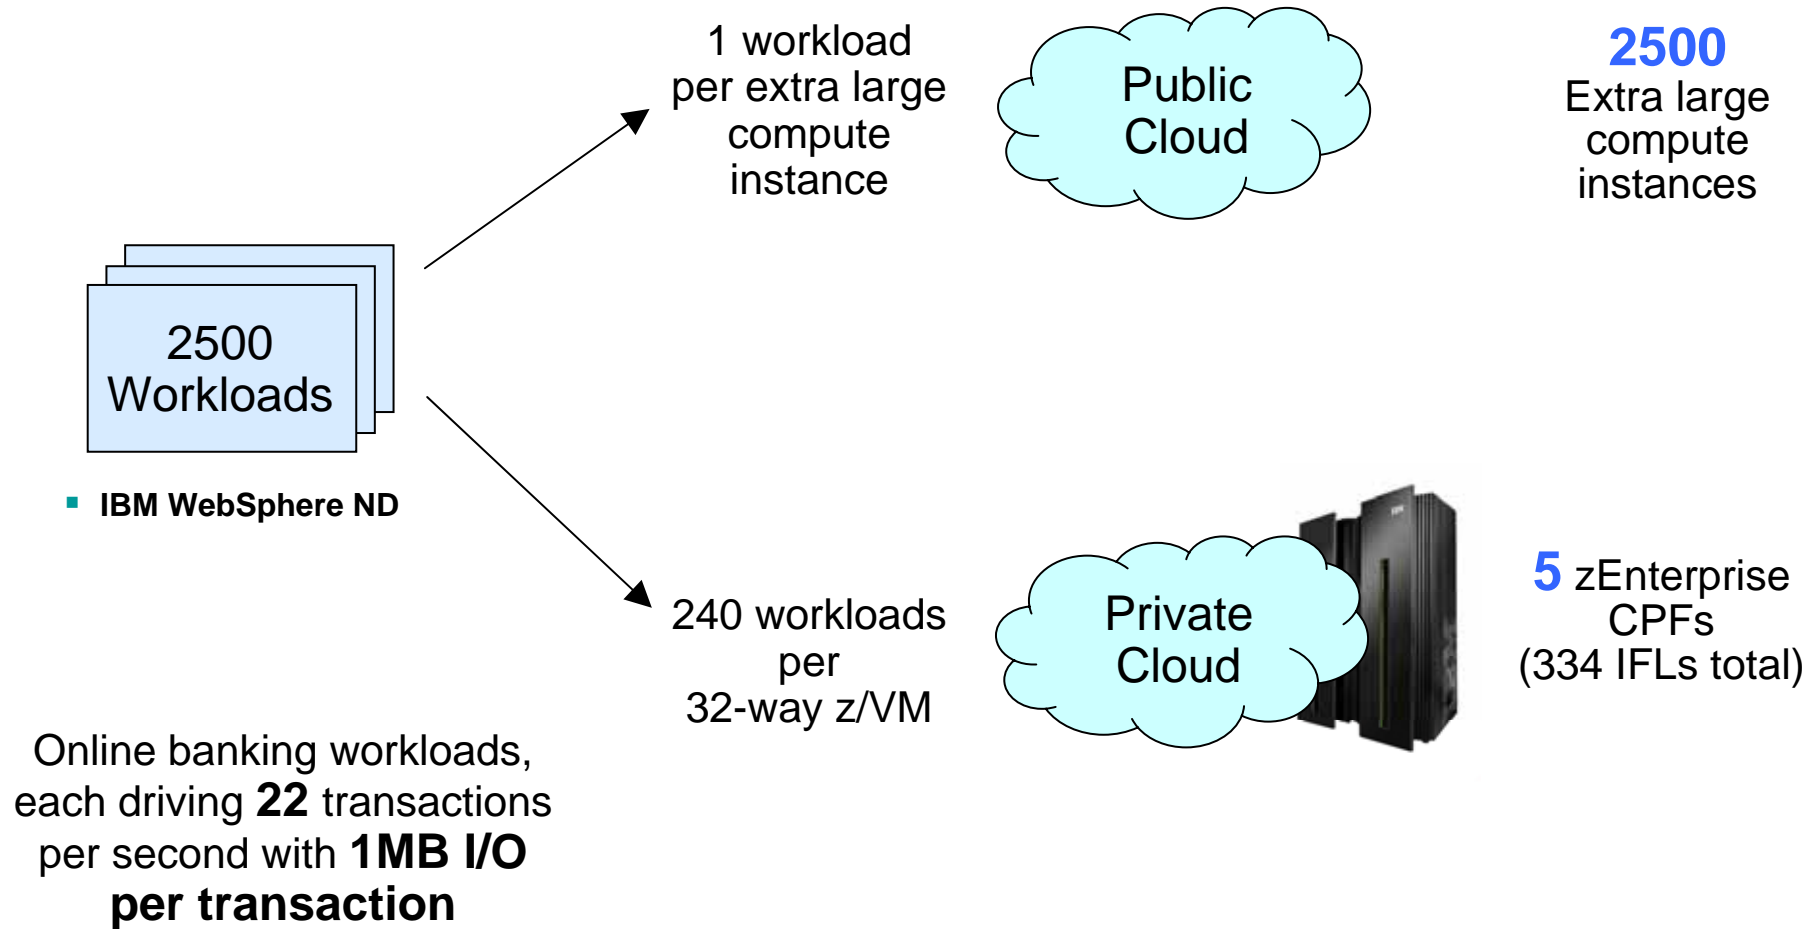 1 workload
per extra large
compute
instance
Public
Cloud
2500
Extra large
compute
instances
2500
Workloads
▪ IBM WebSphere ND
240 workloads
per
32-way z/VM
Private
Cloud
IBM
5 zEnterprise
CPFs
(334 IFLs total)
Online banking workloads,
each driving 22 transactions
per second with 1MB I/O
per transaction